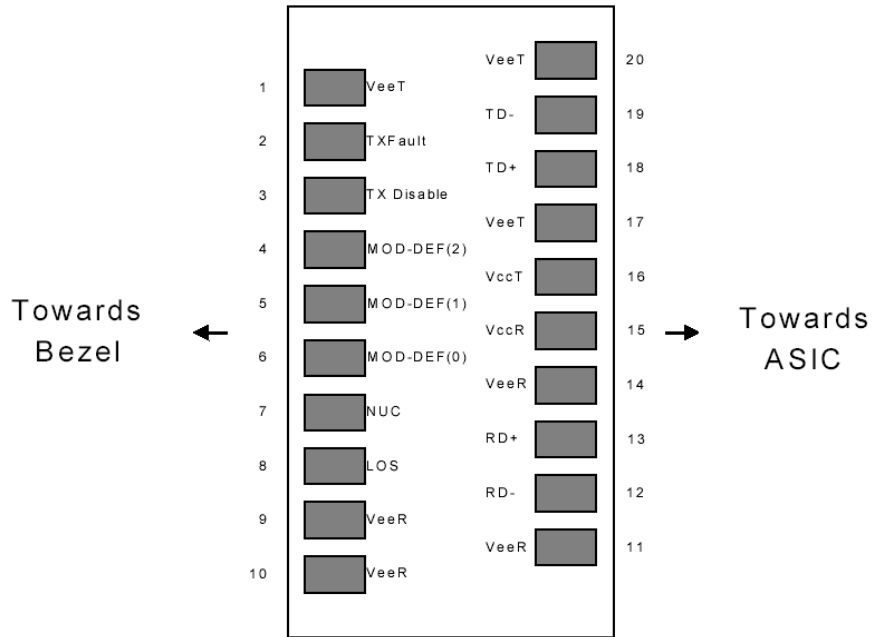 Towards
Bezel
1 VeeT
2 TXFault
3 TX Disable
4 MOD-DEF(2)
5 MOD-DEF(1)
6 MOD-DEF(0)
7 NUC
8 LOS
9 VeeR
10 VeeR
VeeT 20
TD- 19
TD+ 18
VeeT 17
VccT 16
VccR 15
VeeR 14
RD+ 13
RD- 12
VeeR 11
Towards
ASIC